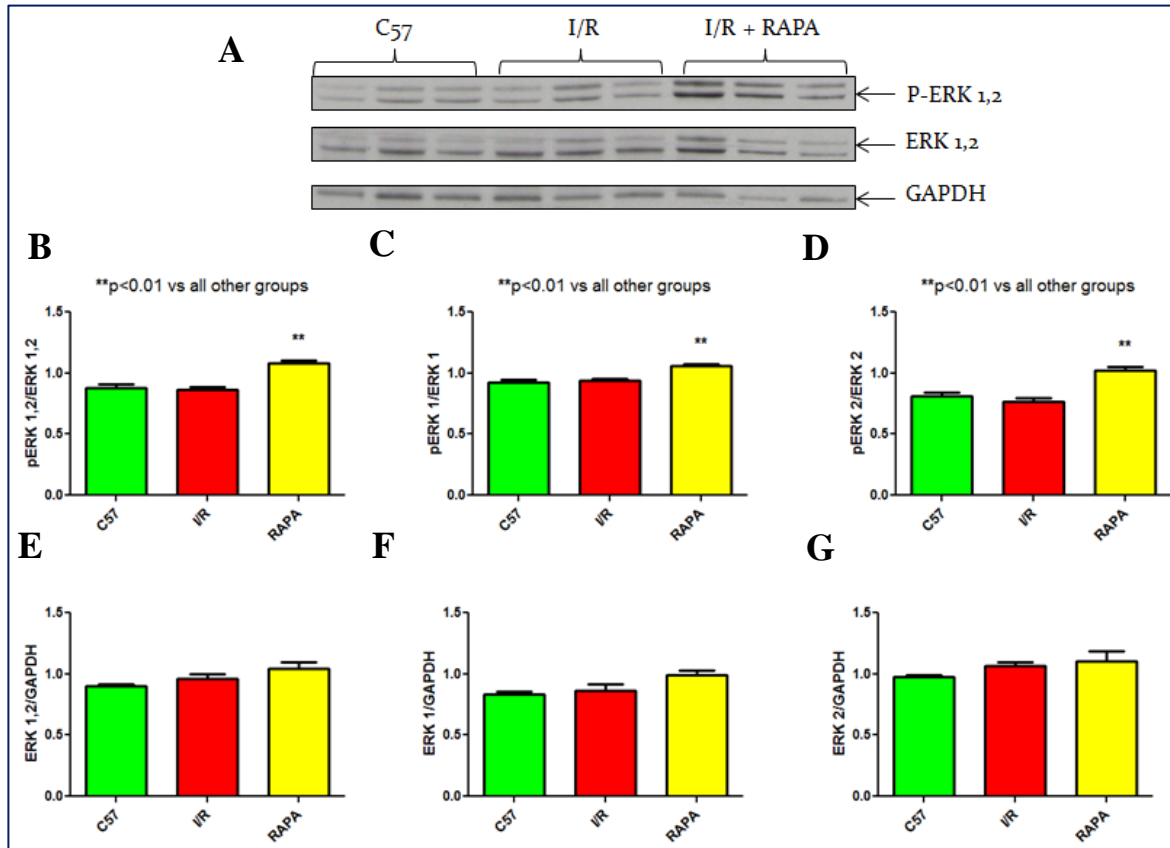 A
C57
I/R
I/R + RAPA
P-ERK 1,2
ERK 1,2
GAPDH
B
**p<0.01 vs all other groups
pERK 1,2/ERK 1,2
1.5
1.0
0.5
0.0
**
C57
I/R
RAPA
C
**p<0.01 vs all other groups
pERK 1/ERK 1
1.5
1.0
0.5
0.0
**
C57
I/R
RAPA
D
**p<0.01 vs all other groups
pERK 2/ERK 2
1.5
1.0
0.5
0.0
**
C57
I/R
RAPA
E
ERK 1,2/GAPDH
1.5
1.0
0.5
0.0
C57
I/R
RAPA
F
ERK 1/GAPDH
1.5
1.0
0.5
0.0
C57
I/R
RAPA
G
ERK 2/GAPDH
1.5
1.0
0.5
0.0
C57
I/R
RAPA